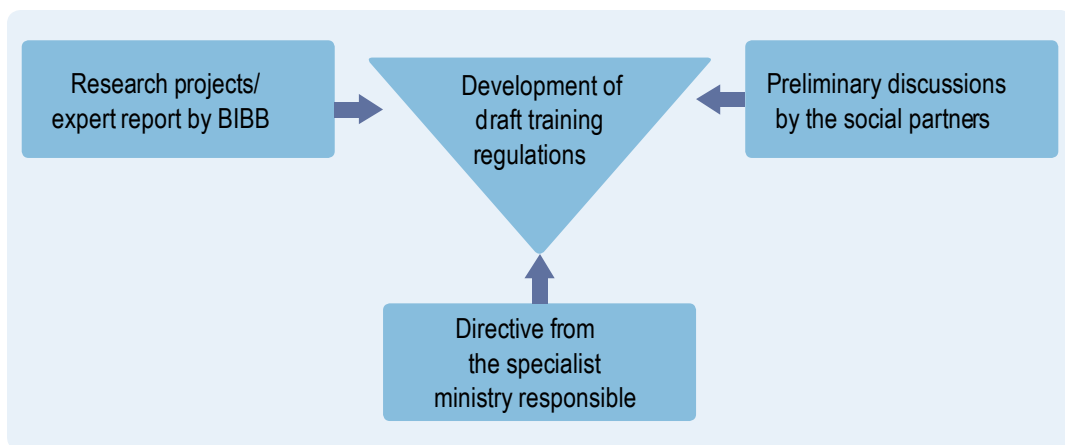 Research projects/
expert report by BIBB
Development of
draft training
regulations
Preliminary discussions
by the social partners
Directive from
the specialist
ministry responsible